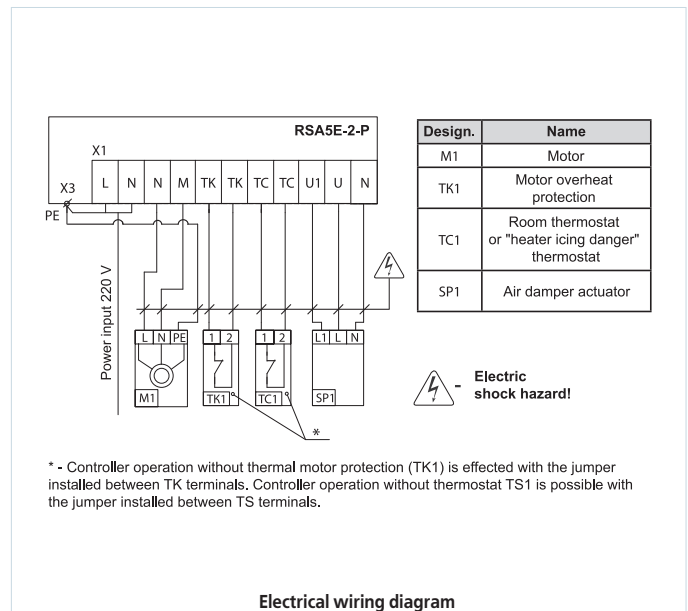 RSA5E-2-P
X1
X3
L N N M TK TK TC TC U1 U N
PE
Power input 220 V
L N PE
1 2
1 2
L1 L N
M1
TK1
TC1
SP1
*
Design. Name
M1 Motor
TK1 Motor overheat
protection
TC1 Room thermostat
or "heater icing danger"
thermostat
SP1 Air damper actuator
- Electric
shock hazard!
* - Controller operation without thermal motor protection (TK1) is effected with the jumper
installed between TK terminals. Controller operation without thermostat TS1 is possible with
the jumper installed between TS terminals.
Electrical wiring diagram